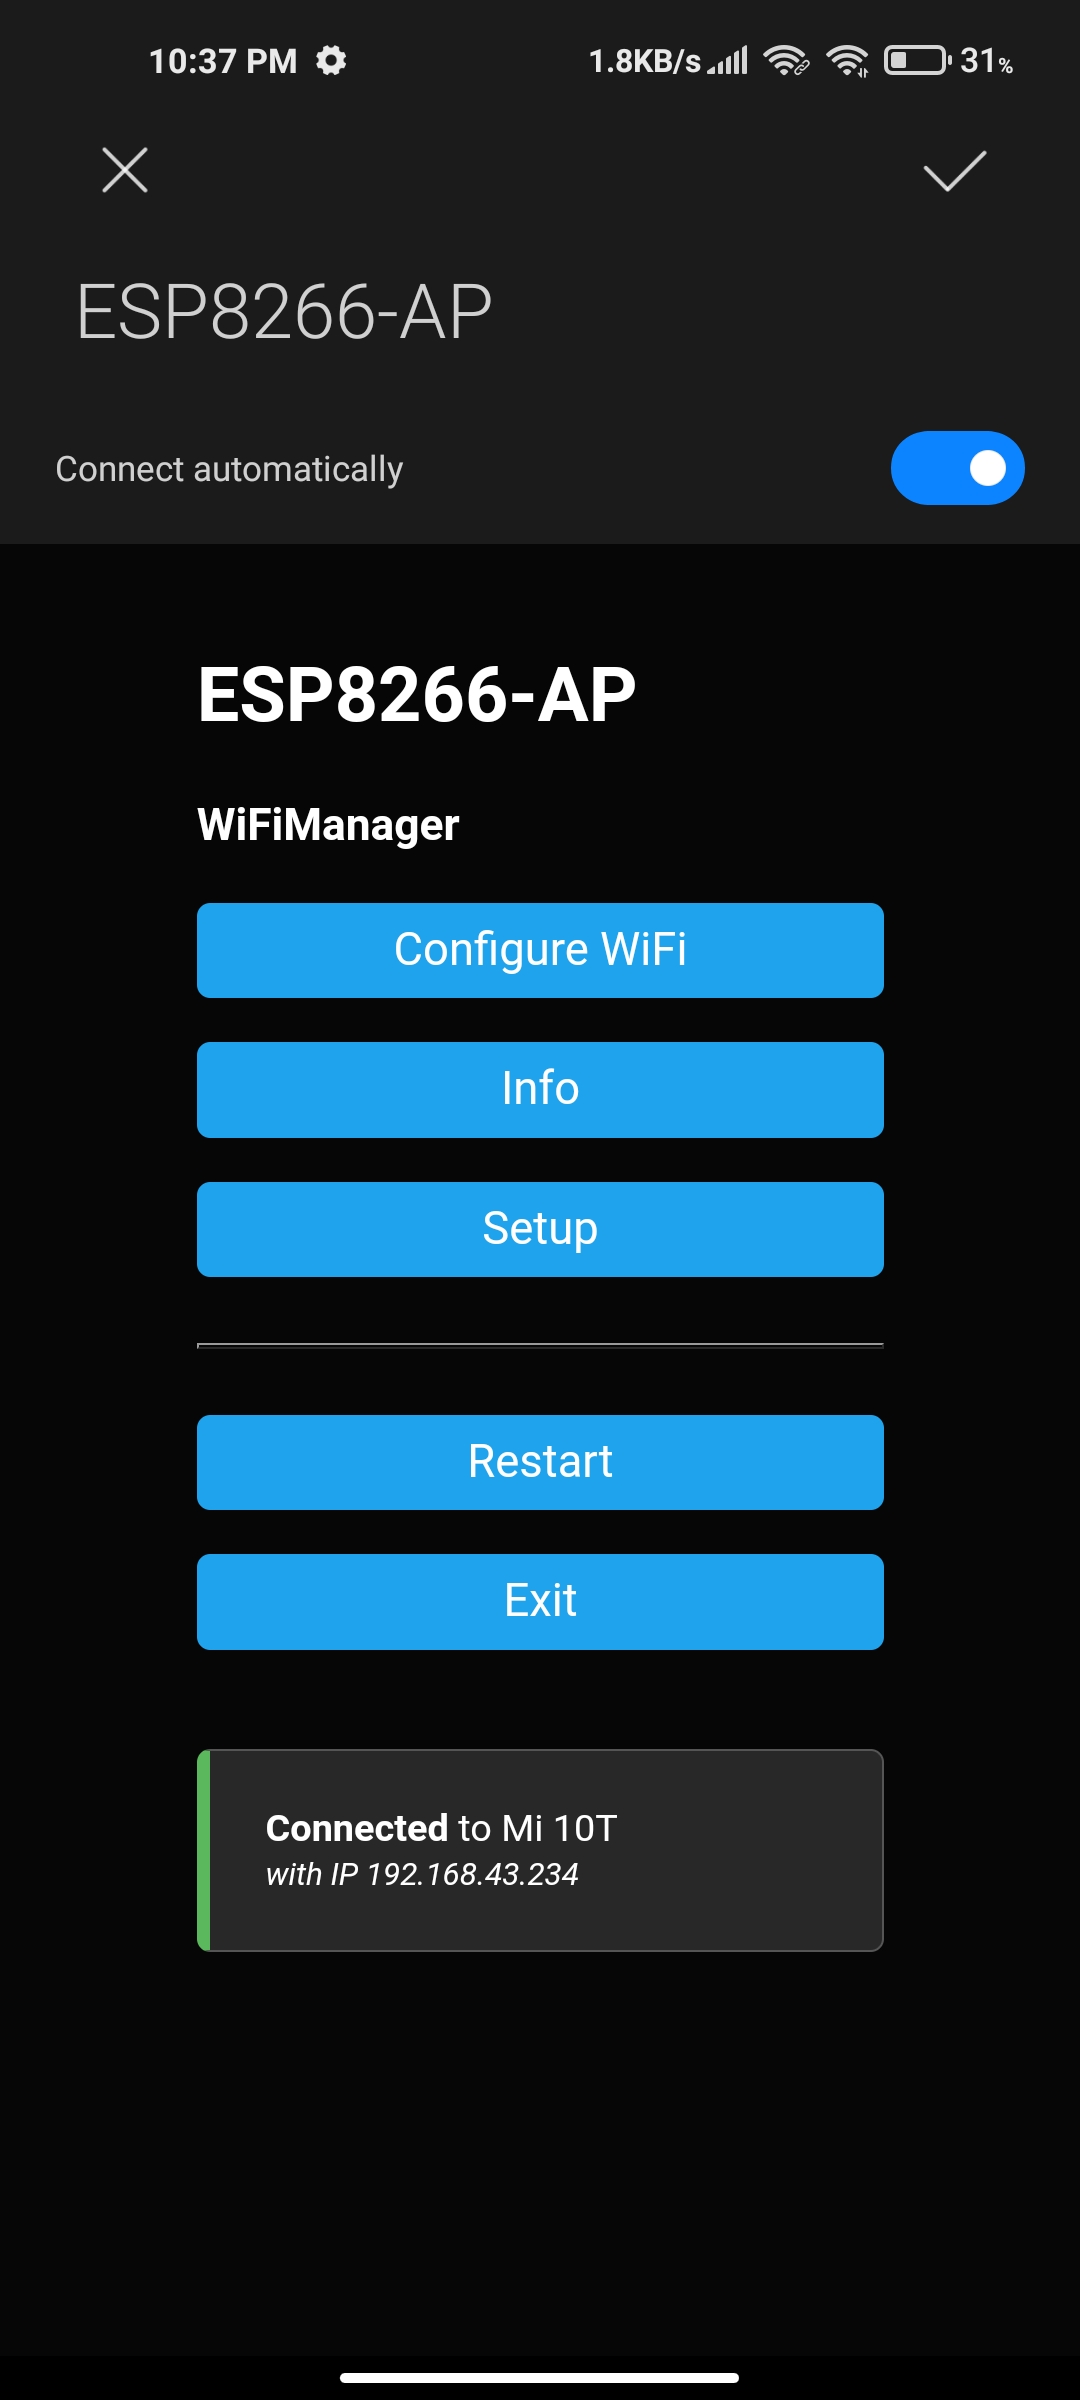 10:37 PM 1.8KB/s 31%
ESP8266-AP
Connect automatically
ESP8266-AP
WiFiManager
Configure WiFi
Info
Setup
Restart
Exit
Connected to Mi 10T
with IP 192.168.43.234